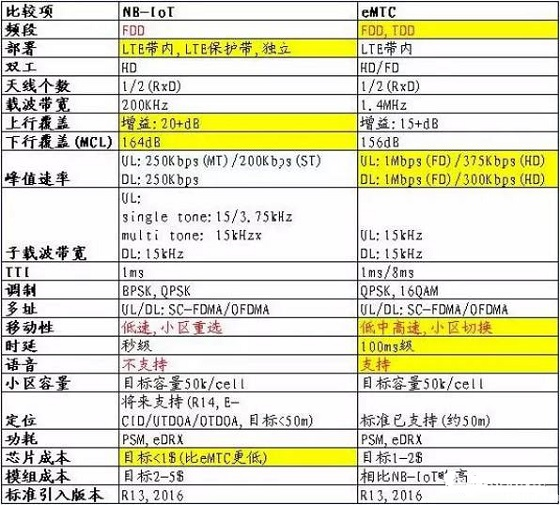 比较项 NB-IoT eMTC
频段 FDD FDD, TDD
部署 LTE带内, LTE保护带, 独立 LTE带内
双工 HD HD/FD
天线个数 1/2(RxD) 1/2(RxD)
载波带宽 200KHz 1.4MHz
上行覆盖 增益:20+dB 增益:15+dB
下行覆盖(MCL) 164dB 156dB
峰值速率 UL:250Kbps(MT)/200Kbps(ST) UL:1Mbps(FD)/375Kbps(HD)
DL:250Kbps DL:1Mbps(FD)/300Kbps(HD)
UL:
single tone:15/3.75kHz
multi tone: 15kHzx UL:15kHz
子载波带宽 DL:15kHz DL:15kHz
TTI 1ms 1ms/8ms
调制 BPSK, QPSK QPSK, 16QAM
多址 UL/DL: SC-FDMA/OFDMA UL/DL: SC-FDMA/OFDMA
移动性 低速, 小区重选 低中高速, 小区切换
时延 秒级 100ms级
语音 不支持 支持
小区容量 目标容量50k/cell 目标容量50k/cell
将来支持(R14, E-
定位 CID/UTDOA/OTDOA, 目标<50m) 标准已支持(约50m)
功耗 PSM, eDRX PSM, eDRX
芯片成本 目标<1$(比eMTC更低) 目标1-2$
模组成本 目标2-5$ 相比NB-IoT 高
标准引入版本 R13, 2016 R13, 2016